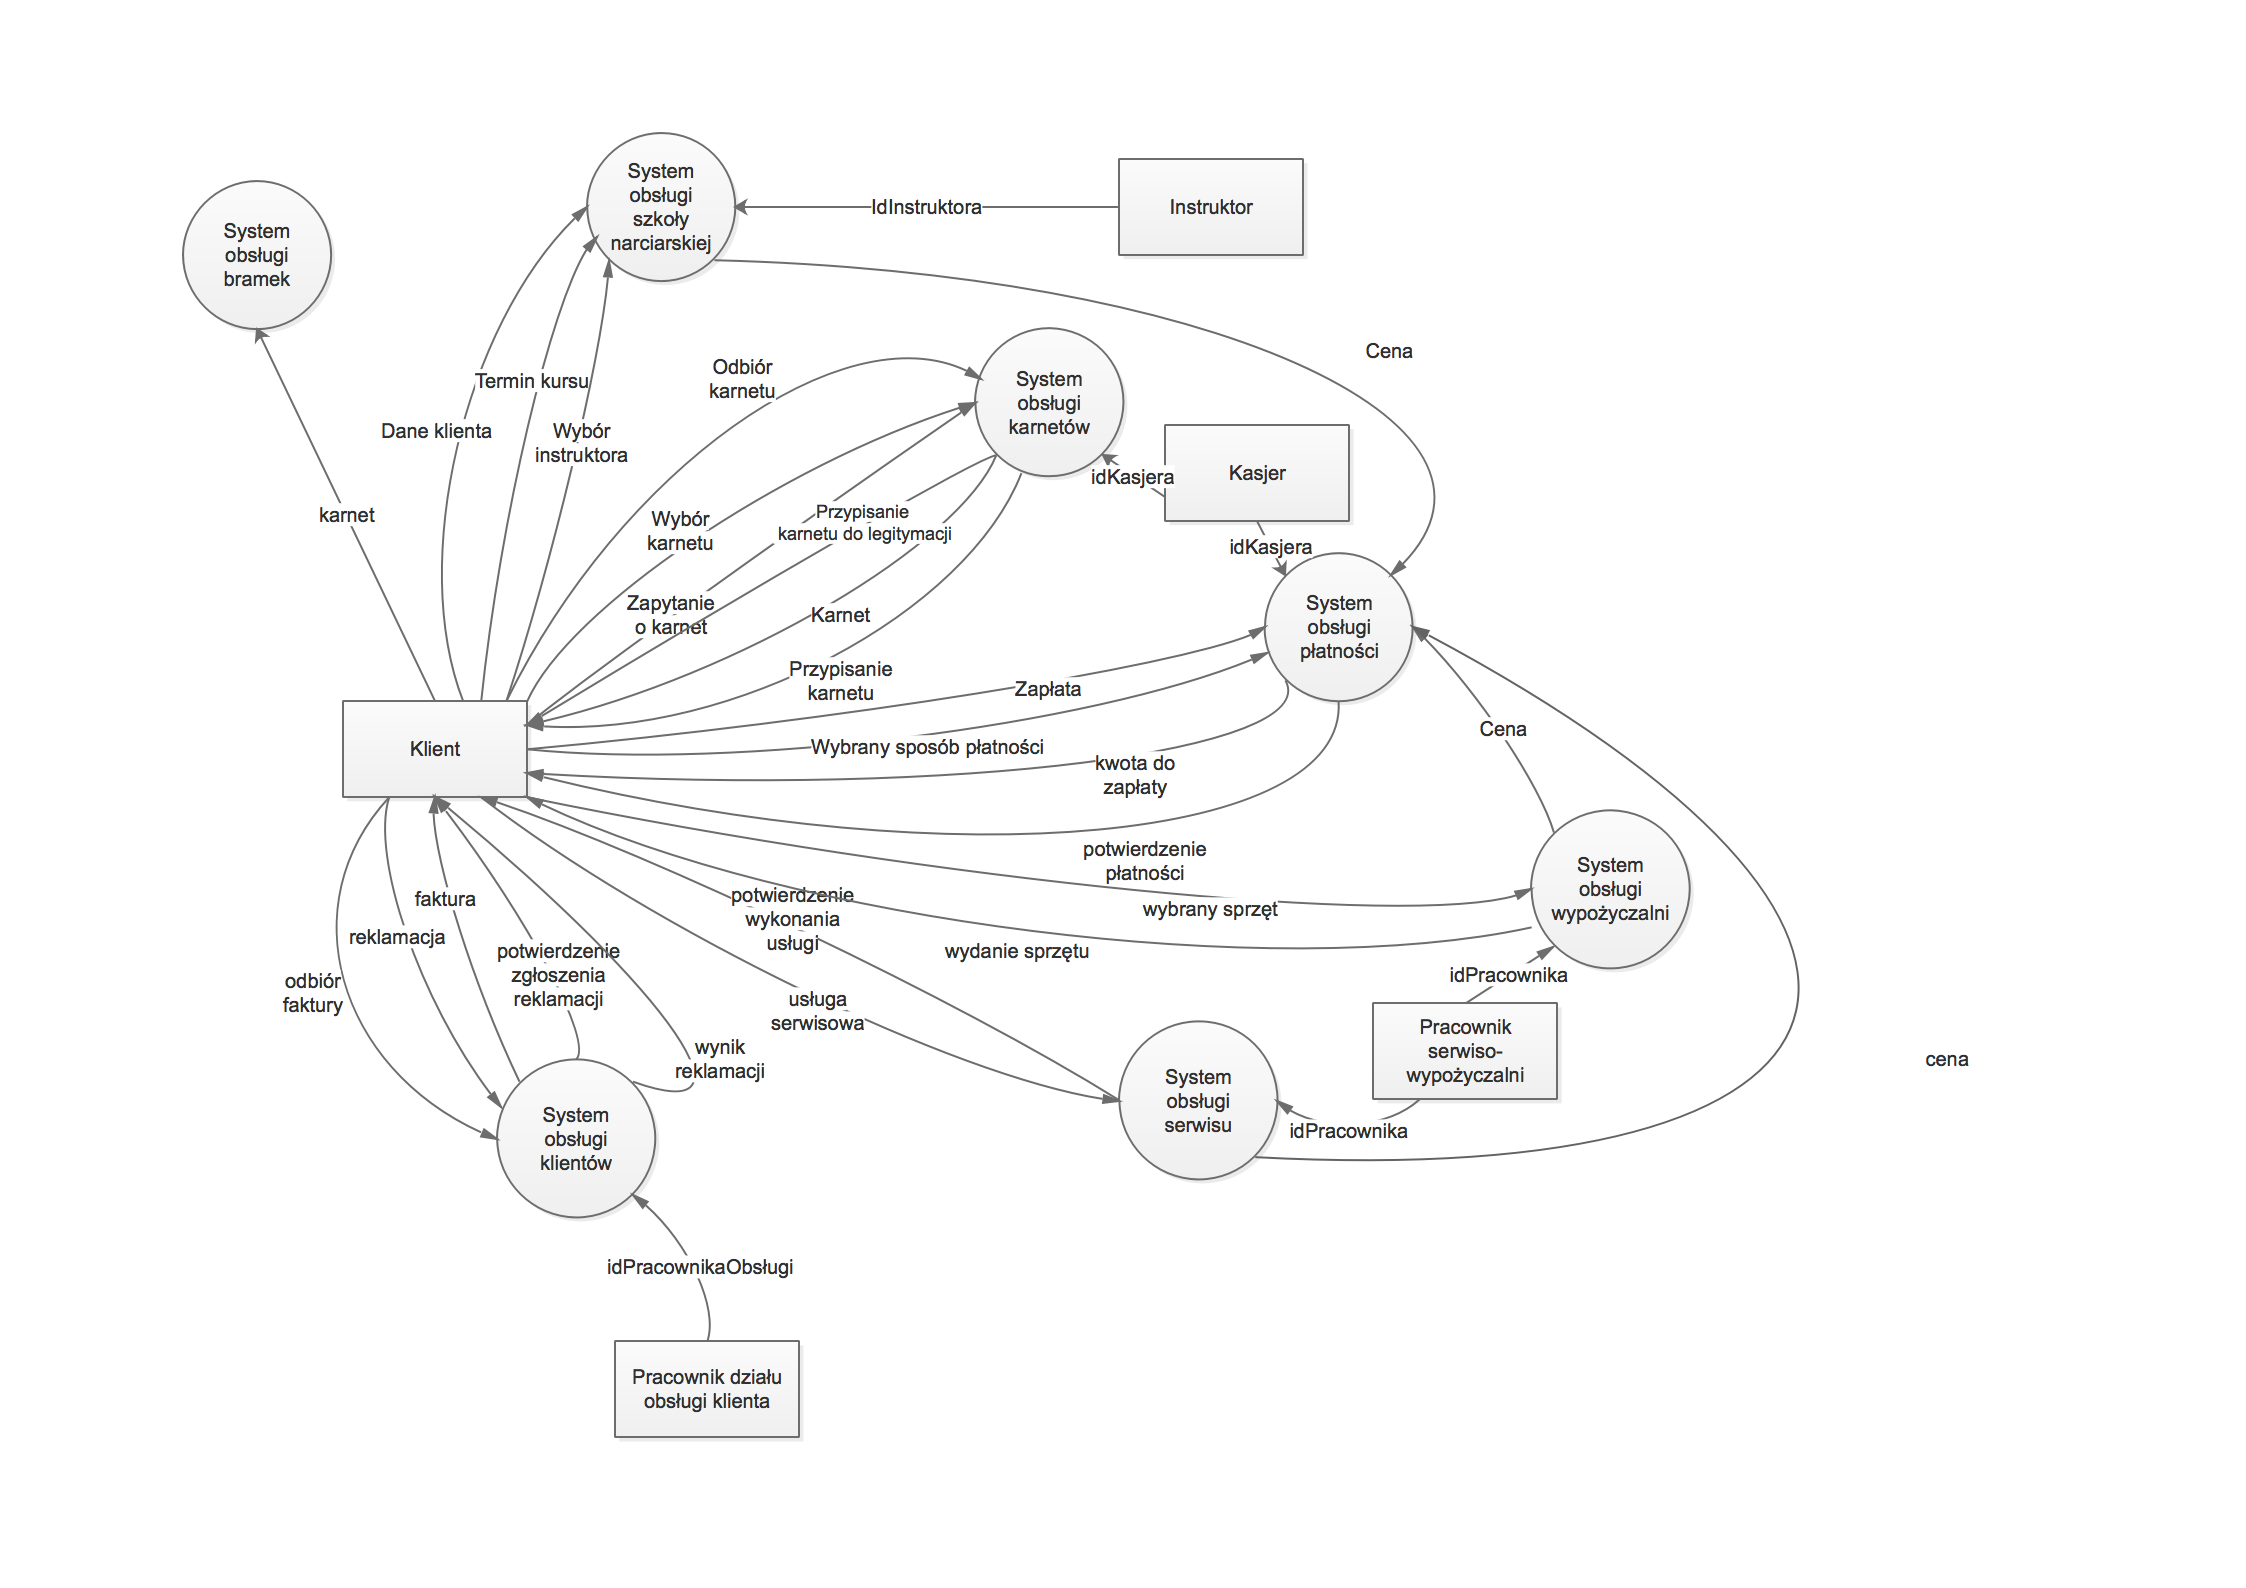 System
obsługi
szkoły
narciarskiej
IdInstruktora
Instruktor
System
obsługi
bramek
Cena
Odbiór
karnetu
System
obsługi
karnetów
Termin kursu
Dane klienta
Wybór
instruktora
idKasjera
Kasjer
karnet
Wybór
karnetu
Przypisanie
karnetu do legitymacji
idKasjera
Zapytanie
o karnet
Karnet
System
obsługi
płatności
Przypisanie
karnetu
Zapłata
Klient
Wybrany sposób płatności
Cena
kwota do
zapłaty
potwierdzenie
płatności
System
obsługi
wypożyczalni
faktura
potwierdzenie
wykonania
usługi
wybrany sprzęt
reklamacja
wydanie sprzętu
potwierdzenie
zgłoszenia
reklamacji
odbiór
faktury
usługa
serwisowa
idPracownika
Pracownik
serwiso-
wypożyczalni
wynik
reklamacji
cena
System
obsługi
serwisu
idPracownika
System
obsługi
klientów
idPracownikaObsługi
Pracownik działu
obsługi klienta